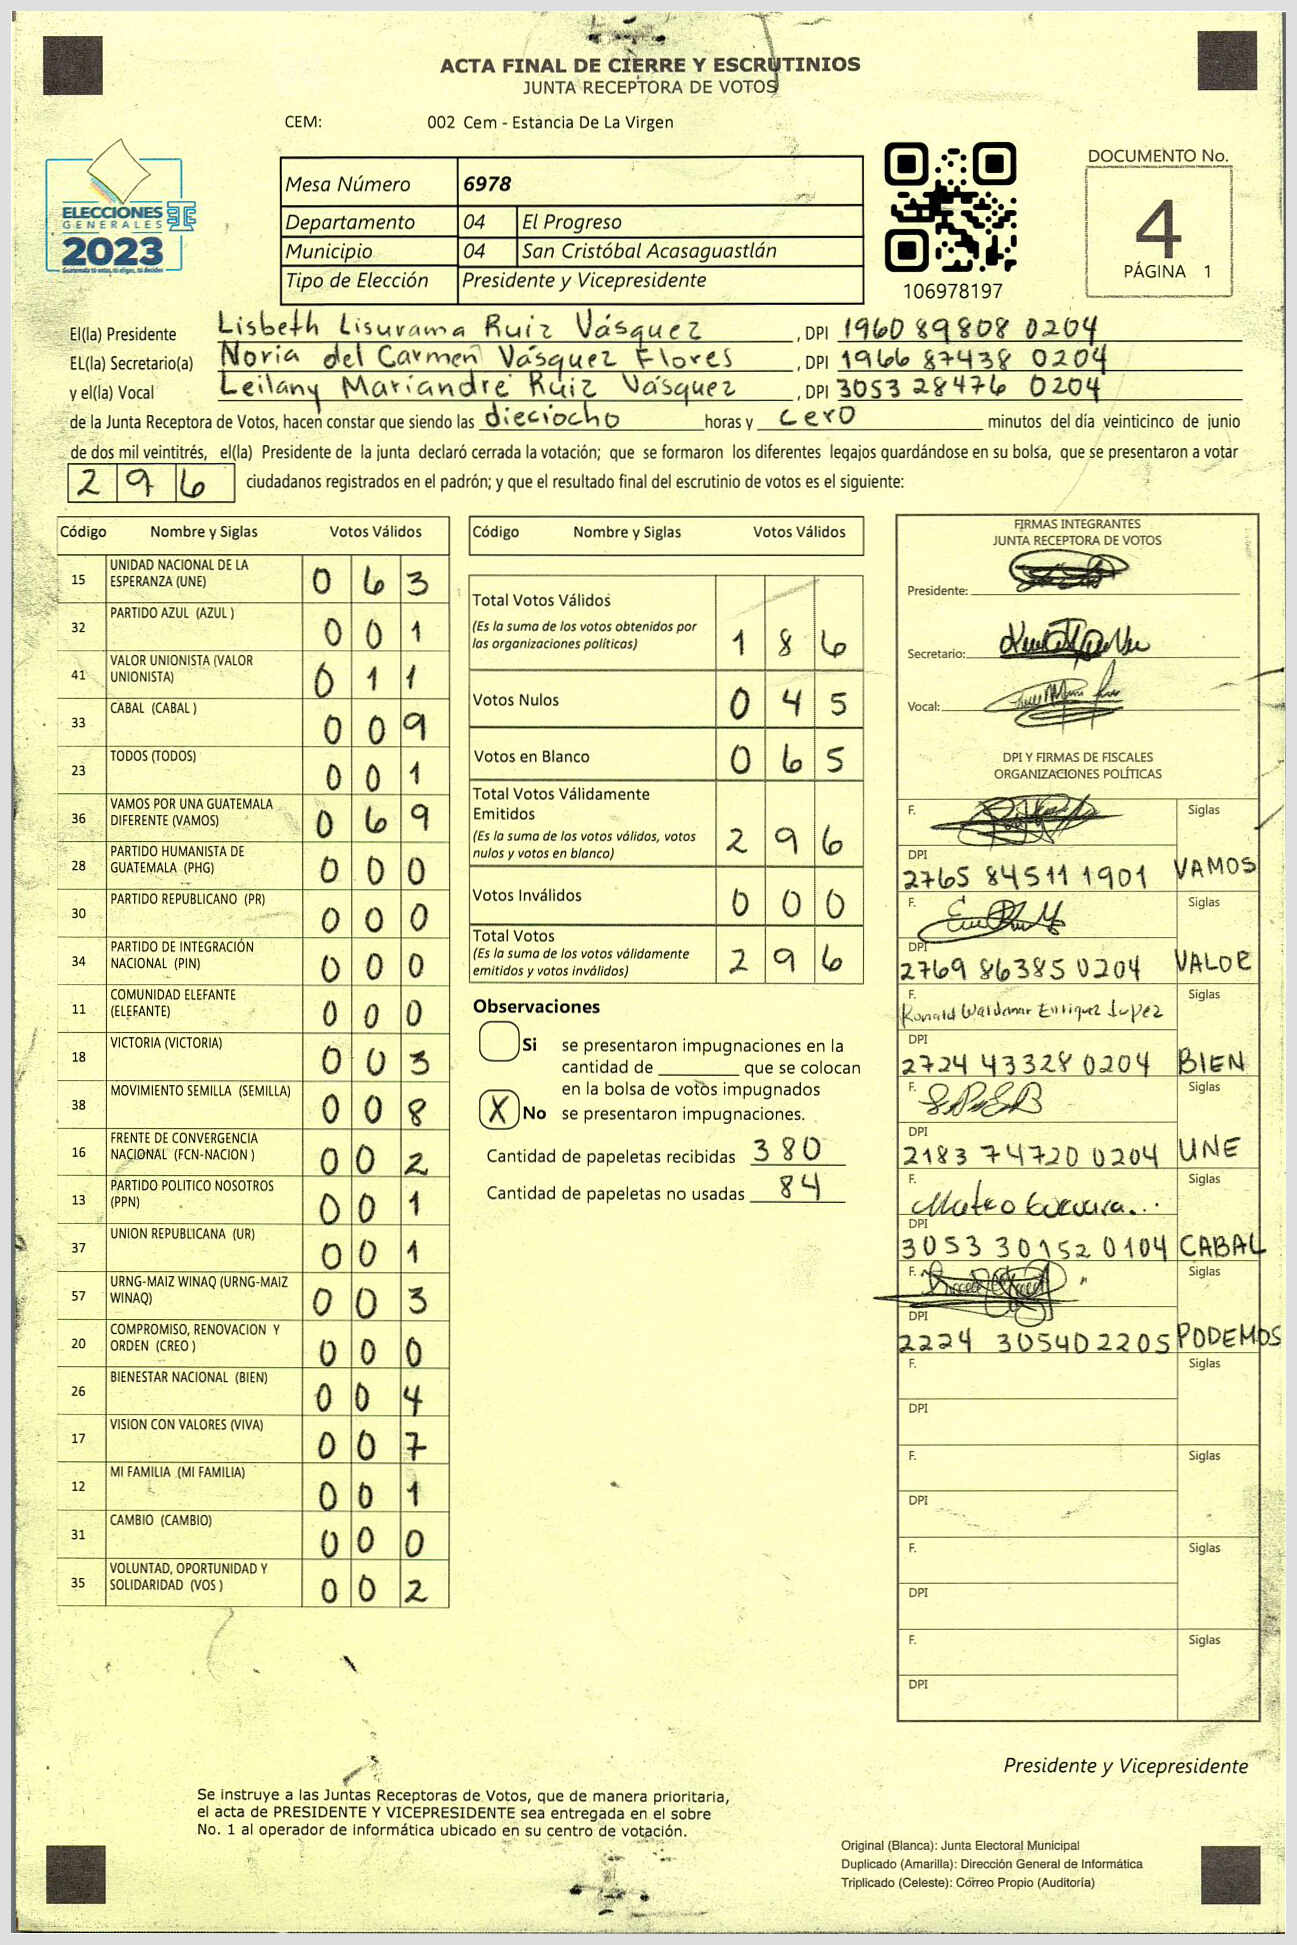 ACTA FINAL DE CIERRE Y ESCRUTINIOS
JUNTA RECEPTORA DE VOTOS
CEM: 002 Cem - Estancia De La Virgen
ELECCIONES
GENERALES
2023
Mesa Número 6978
Departamento 04 El Progreso
Municipio 04 San Cristóbal Acasaguastlán
Tipo de Elección Presidente y Vicepresidente
106978197
DOCUMENTO No.
4
PÁGINA 1
El(la) Presidente Lisbeth Lisurama Ruiz Vásquez , DPI 1960 89808 0204
EL(la) Secretario(a) Noria del Carmen Vásquez Flores , DPI 1966 87438 0204
y el(la) Vocal Leilany Mariandré Ruiz Vásquez , DPI 3053 28476 0204
de la Junta Receptora de Votos, hacen constar que siendo las dieciocho horas y cero minutos del día veinticinco de junio
de dos mil veintitrés, el(la) Presidente de la junta declaró cerrada la votación; que se formaron los diferentes legajos guardándose en su bolsa, que se presentaron a votar
296 ciudadanos registrados en el padrón; y que el resultado final del escrutinio de votos es el siguiente:
Código Nombre y Siglas Votos Válidos
15 UNIDAD NACIONAL DE LA ESPERANZA (UNE) 0 6 3
32 PARTIDO AZUL (AZUL ) 0 0 1
41 VALOR UNIONISTA (VALOR UNIONISTA) 0 1 1
33 CABAL (CABAL ) 0 0 9
23 TODOS (TODOS) 0 0 1
36 VAMOS POR UNA GUATEMALA DIFERENTE (VAMOS) 0 6 9
28 PARTIDO HUMANISTA DE GUATEMALA (PHG) 0 0 0
30 PARTIDO REPUBLICANO (PR) 0 0 0
34 PARTIDO DE INTEGRACIÓN NACIONAL (PIN) 0 0 0
11 COMUNIDAD ELEFANTE (ELEFANTE) 0 0 0
18 VICTORIA (VICTORIA) 0 0 3
38 MOVIMIENTO SEMILLA (SEMILLA) 0 0 8
16 FRENTE DE CONVERGENCIA NACIONAL (FCN-NACION ) 0 0 2
13 PARTIDO POLITICO NOSOTROS (PPN) 0 0 1
37 UNION REPUBLICANA (UR) 0 0 1
57 URNG-MAIZ WINAQ (URNG-MAIZ WINAQ) 0 0 3
20 COMPROMISO, RENOVACION Y ORDEN (CREO ) 0 0 0
26 BIENESTAR NACIONAL (BIEN) 0 0 4
17 VISION CON VALORES (VIVA) 0 0 7
12 MI FAMILIA (MI FAMILIA) 0 0 1
31 CAMBIO (CAMBIO) 0 0 0
35 VOLUNTAD, OPORTUNIDAD Y SOLIDARIDAD (VOS ) 0 0 2
Código Nombre y Siglas Votos Válidos
Total Votos Válidos
(Es la suma de los votos obtenidos por
las organizaciones políticas) 1 8 6
Votos Nulos 0 4 5
Votos en Blanco 0 6 5
Total Votos Válidamente
Emitidos
(Es la suma de los votos válidos, votos
nulos y votos en blanco) 2 9 6
Votos Inválidos 0 0 0
Total Votos
(Es la suma de los votos válidamente
emitidos y votos inválidos) 2 9 6
Observaciones
Si se presentaron impugnaciones en la
cantidad de ________ que se colocan
en la bolsa de votos impugnados
X No se presentaron impugnaciones.
Cantidad de papeletas recibidas 380
Cantidad de papeletas no usadas 84
FIRMAS INTEGRANTES
JUNTA RECEPTORA DE VOTOS
Presidente:
Secretario:
Vocal:
DPI Y FIRMAS DE FISCALES
ORGANIZACIONES POLÍTICAS
F. Siglas
DPI 2765 84511 1901 VAMOS
F. Siglas
DPI 2769 86385 0204 VALOR
F. Ronald Waldemar Enriquez Lopez Siglas
DPI 2724 43328 0204 BIEN
F. Siglas
DPI 2183 74720 0204 UNE
F. Mateo Guevara... Siglas
DPI 3053 30152 0104 CABAL
F. Siglas
DPI 2224 30540 2205 PODEMOS
F. Siglas
DPI
F. Siglas
DPI
F. Siglas
DPI
F. Siglas
DPI
Presidente y Vicepresidente
Se instruye a las Juntas Receptoras de Votos, que de manera prioritaria,
el acta de PRESIDENTE Y VICEPRESIDENTE sea entregada en el sobre
No. 1 al operador de informática ubicado en su centro de votación.
Original (Blanca): Junta Electoral Municipal
Duplicado (Amarilla): Dirección General de Informática
Triplicado (Celeste): Correo Propio (Auditoría)